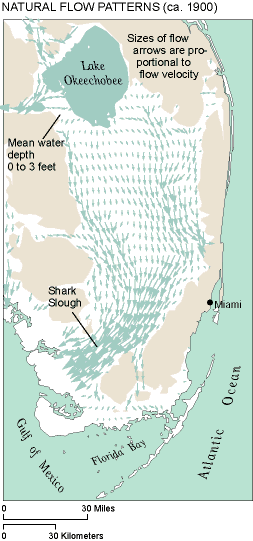 NATURAL FLOW PATTERNS (ca. 1900)
Lake
Okeechobee
Sizes of flow
arrows are pro-
portional to
flow velocity
Mean water
depth
0 to 3 feet
Shark
Slough
Miami
Gulf of Mexico
Florida Bay
Atlantic Ocean
0 30 Miles
0 30 Kilometers